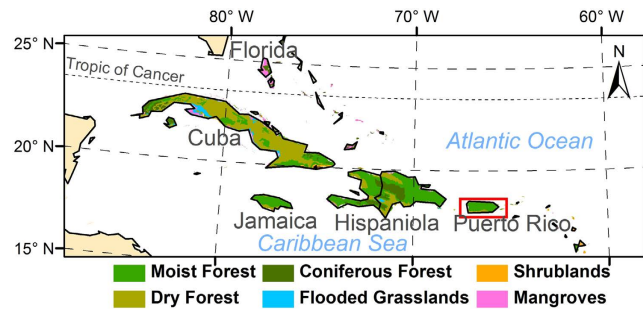 80° W 70° W 60° W
25° N
Florida
N
Tropic of Cancer
20° N
Cuba
Atlantic Ocean
Jamaica Hispaniola Puerto Rico
15° N
Caribbean Sea
Moist Forest Coniferous Forest Shrublands
Dry Forest Flooded Grasslands Mangroves